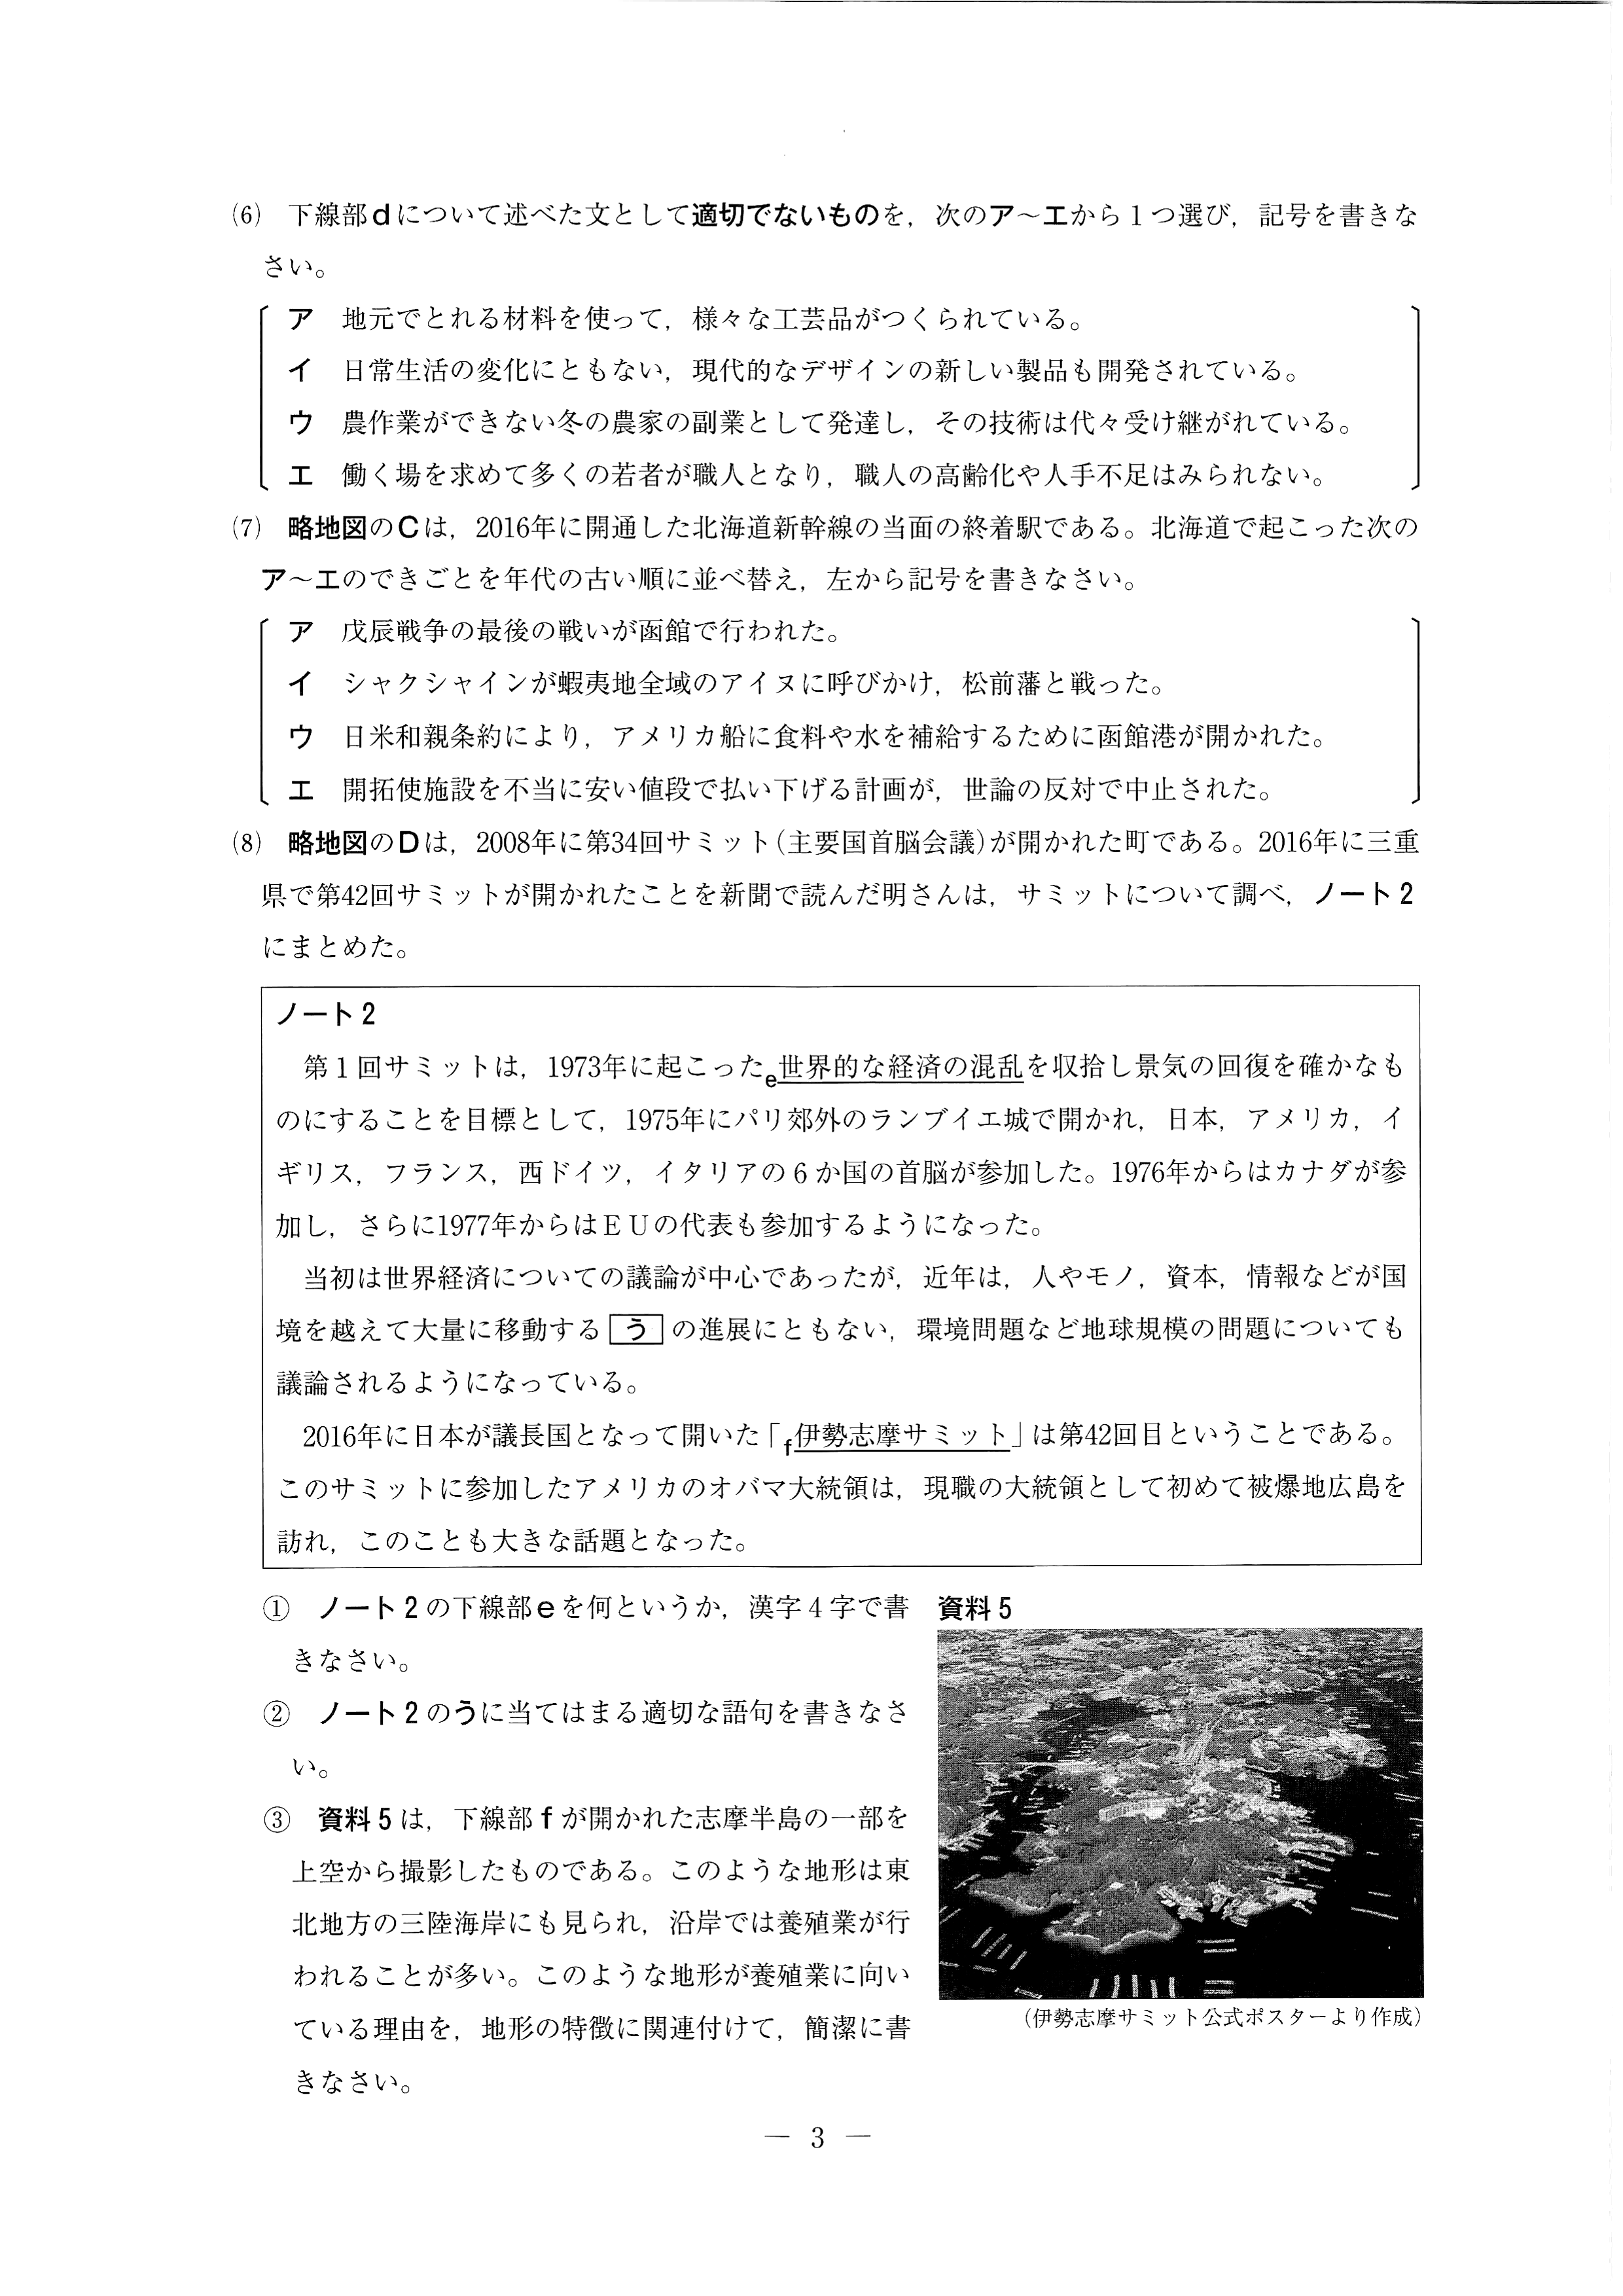 (6) 下線部dについて述べた文として適切でないものを，次のア～エから１つ選び，記号を書きな
さい。
ア 地元でとれる材料を使って，様々な工芸品がつくられている。
イ 日常生活の変化にともない，現代的なデザインの新しい製品も開発されている。
ウ 農作業ができない冬の農家の副業として発達し，その技術は代々受け継がれている。
エ 働く場を求めて多くの若者が職人となり，職人の高齢化や人手不足はみられない。
(7) 略地図のCは，2016年に開通した北海道新幹線の当面の終着駅である。北海道で起こった次の
ア～エのできごとを年代の古い順に並べ替え，左から記号を書きなさい。
ア 戊辰戦争の最後の戦いが函館で行われた。
イ シャクシャインが蝦夷地全域のアイヌに呼びかけ，松前藩と戦った。
ウ 日米和親条約により，アメリカ船に食料や水を補給するために函館港が開かれた。
エ 開拓使施設を不当に安い値段で払い下げる計画が，世論の反対で中止された。
(8) 略地図のDは，2008年に第34回サミット(主要国首脳会議)が開かれた町である。2016年に三重
県で第42回サミットが開かれたことを新聞で読んだ明さんは，サミットについて調べ，ノート2
にまとめた。
ノート2
第１回サミットは，1973年に起こったe世界的な経済の混乱を収拾し景気の回復を確かなも
のにすることを目標として，1975年にパリ郊外のランブイエ城で開かれ，日本，アメリカ，イ
ギリス，フランス，西ドイツ，イタリアの６か国の首脳が参加した。1976年からはカナダが参
加し，さらに1977年からはＥＵの代表も参加するようになった。
当初は世界経済についての議論が中心であったが，近年は，人やモノ，資本，情報などが国
境を越えて大量に移動する う の進展にともない，環境問題など地球規模の問題についても
議論されるようになっている。
2016年に日本が議長国となって開いた「f伊勢志摩サミット」は第42回目ということである。
このサミットに参加したアメリカのオバマ大統領は，現職の大統領として初めて被爆地広島を
訪れ，このことも大きな話題となった。
① ノート2の下線部eを何というか，漢字４字で書
きなさい。
② ノート2のうに当てはまる適切な語句を書きなさ
い。
③ 資料5は，下線部fが開かれた志摩半島の一部を
上空から撮影したものである。このような地形は東
北地方の三陸海岸にも見られ，沿岸では養殖業が行
われることが多い。このような地形が養殖業に向い
ている理由を，地形の特徴に関連付けて，簡潔に書
きなさい。
資料5
(伊勢志摩サミット公式ポスターより作成)
― 3 ―